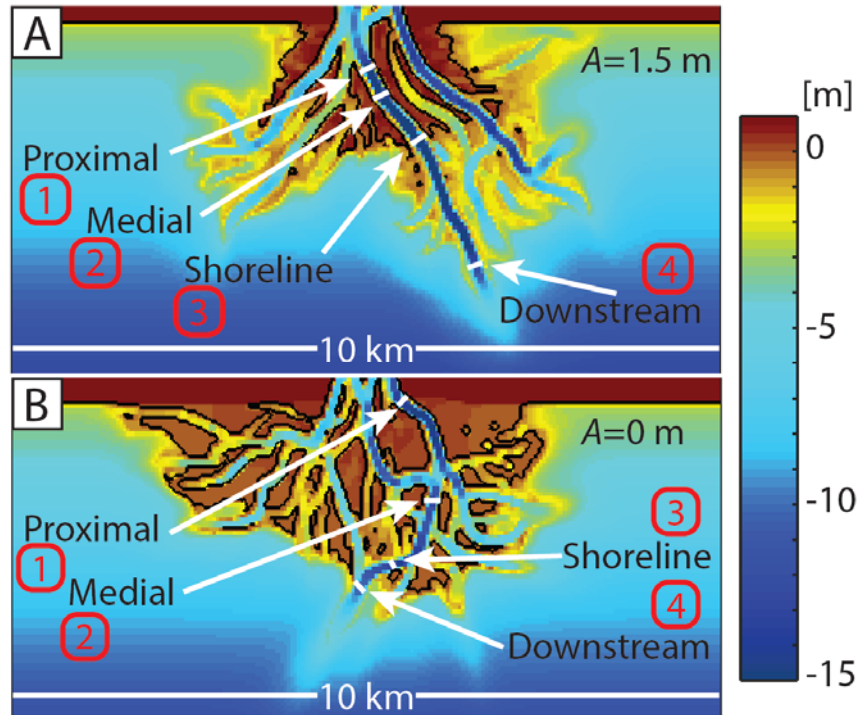 A
A=1.5 m
[m]
0
Proximal
1
Medial
2
Shoreline
3
4
Downstream
-5
10 km
B
A=0 m
-10
Proximal
1
3
Shoreline
Medial
2
4
Downstream
-15
10 km